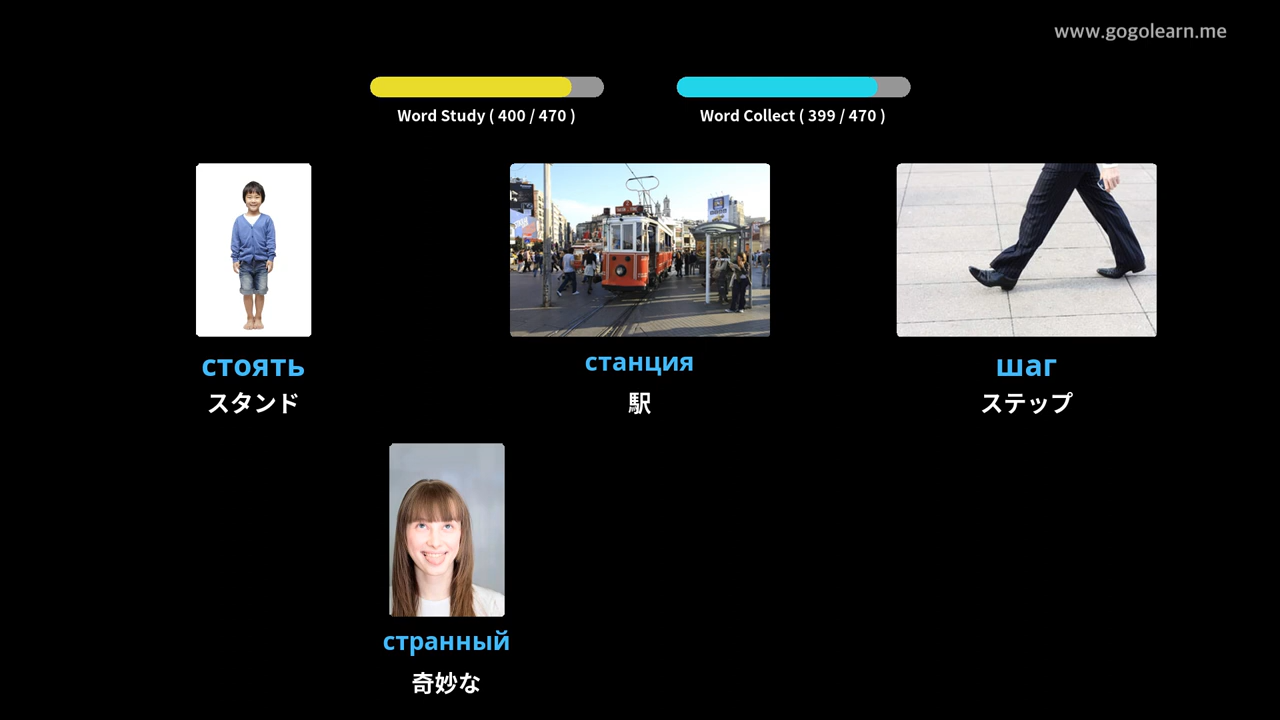 www.gogolearn.me
Word Study ( 400 / 470 )
Word Collect ( 399 / 470 )
стоять
スタンド
станция
駅
шаг
ステップ
странный
奇妙な